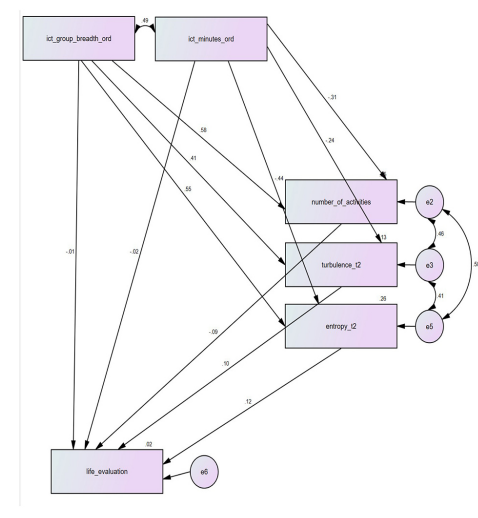 .49
ict_group_breadth_ord
ict_minutes_ord
-.31
.58
-.24
.41
-.44
.55
number_of_activities
e2
.46
.13
-.01
-.02
turbulence_t2
e3
.26
.41
entropy_t2
e5
-.09
.10
.12
.02
life_evaluation
e6